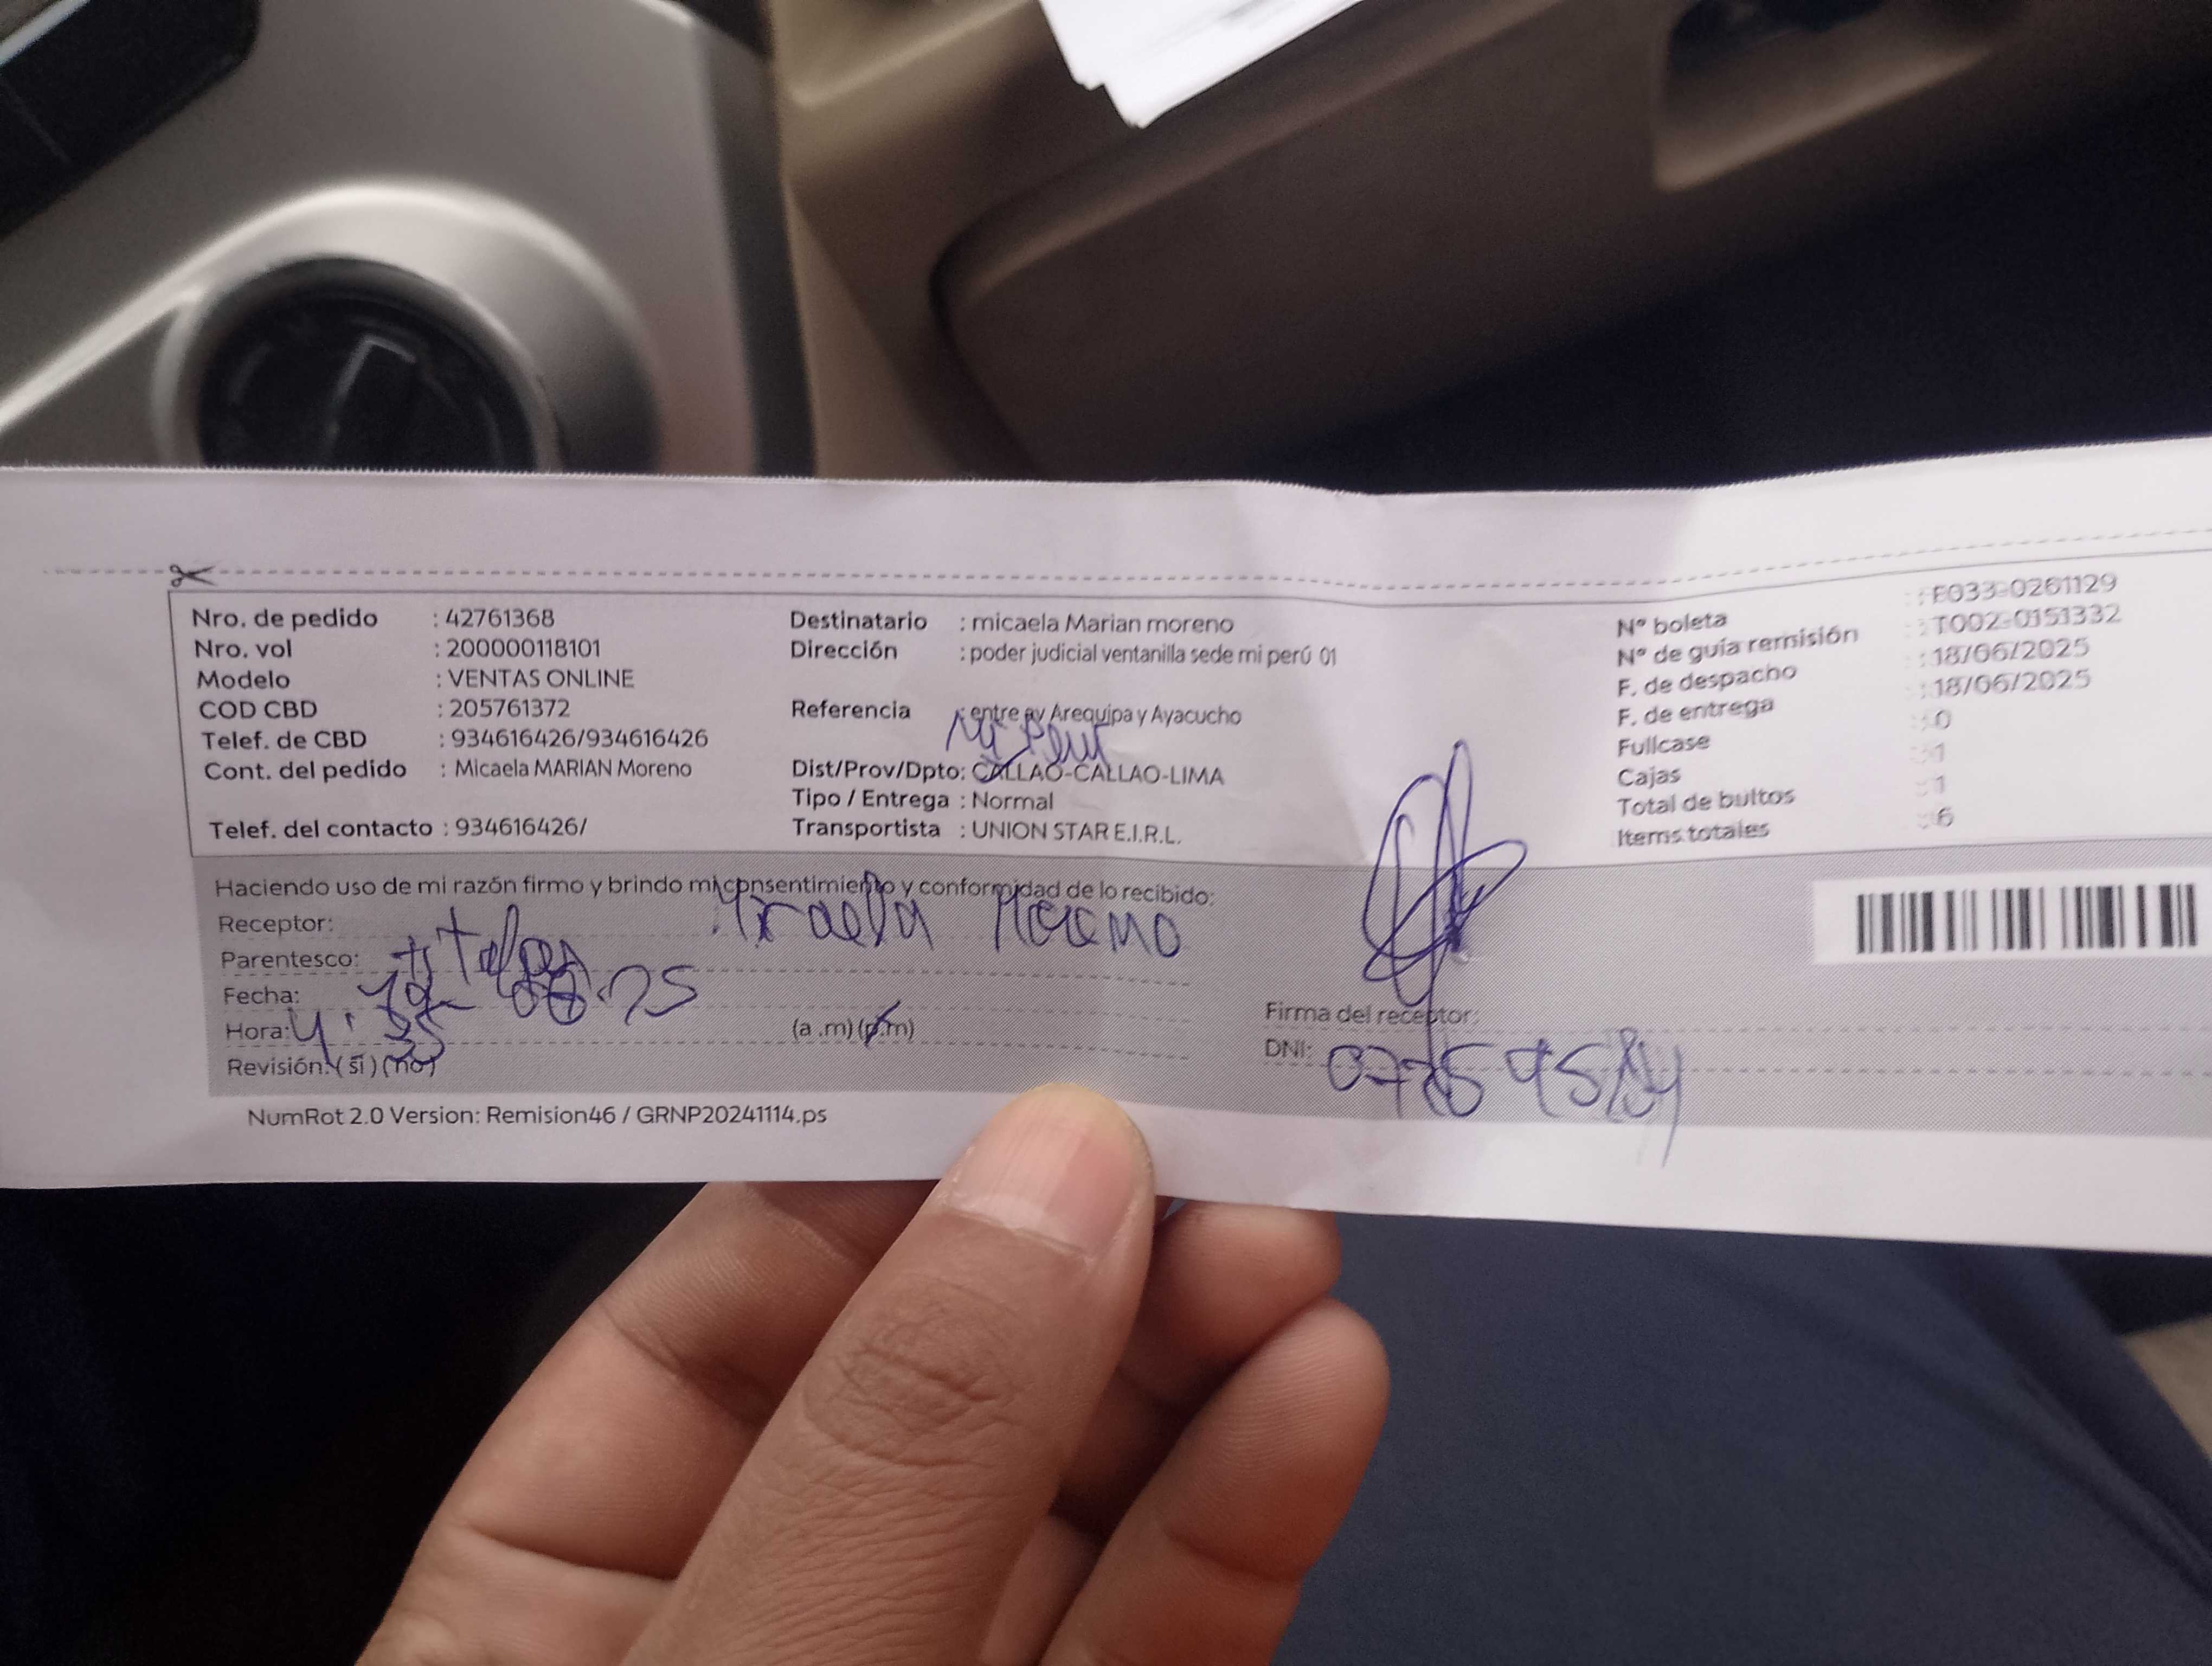 Nro. de pedido : 42761368
Nro. vol : 200000118101
Modelo : VENTAS ONLINE
COD CBD : 205761372
Telef. de CBD : 934616426/934616426
Cont. del pedido : Micaela MARIAN Moreno
Telef. del contacto : 934616426/
Destinatario : micaela Marian moreno
Dirección : poder judicial ventanilla sede mi perú 01
Referencia : entre av Arequipa y Ayacucho
Mi Perú
Dist/Prov/Dpto: CALLAO-CALLAO-LIMA
Tipo / Entrega : Normal
Transportista : UNION STAR E.I.R.L.
Nº boleta : B033-0261129
Nº de guía remisión : T002-0151332
F. de despacho : 18/06/2025
F. de entrega : 18/06/2025
Fullcase : 0
Cajas : 1
Total de bultos : 1
Items totales : 6
Haciendo uso de mi razón firmo y brindo mi consentimiento y conformidad de lo recibido:
Receptor: Moreno
Parentesco:
Fecha:
Hora: (a .m) (p.m)
Revisión: ( sí ) (no)
Firma del receptor:
DNI:
NumRot 2.0 Version: Remision46 / GRNP20241114.ps